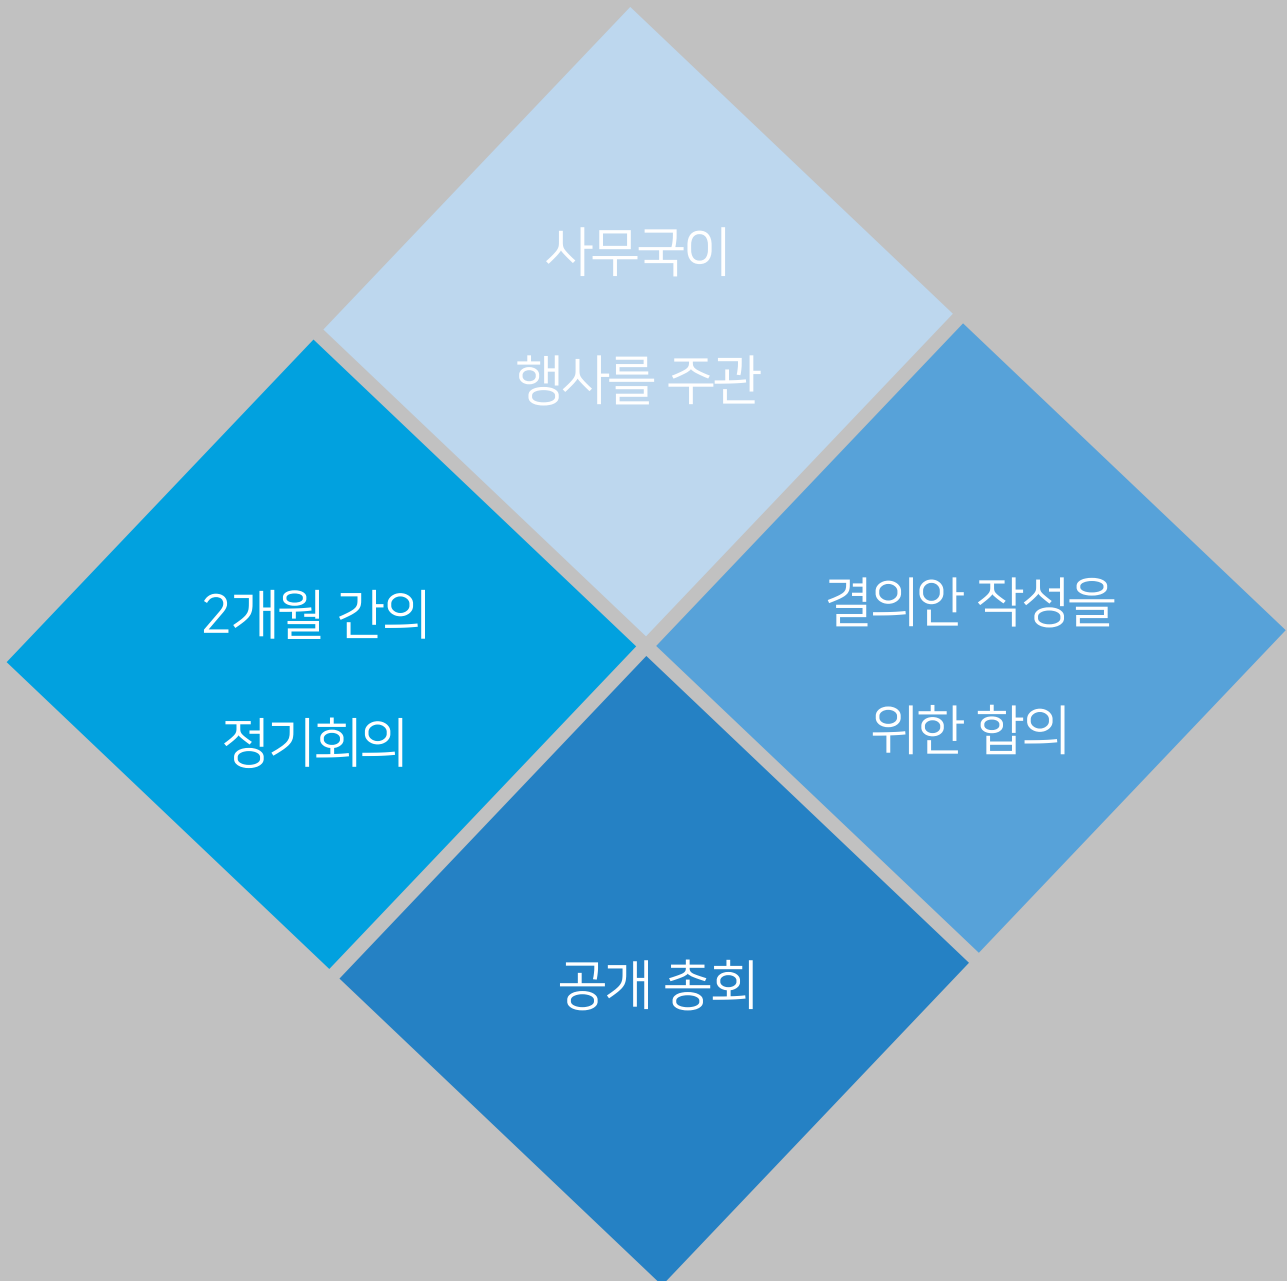 사무국이
행사를 주관
2개월 간의
정기회의
결의안 작성을
위한 합의
공개 총회